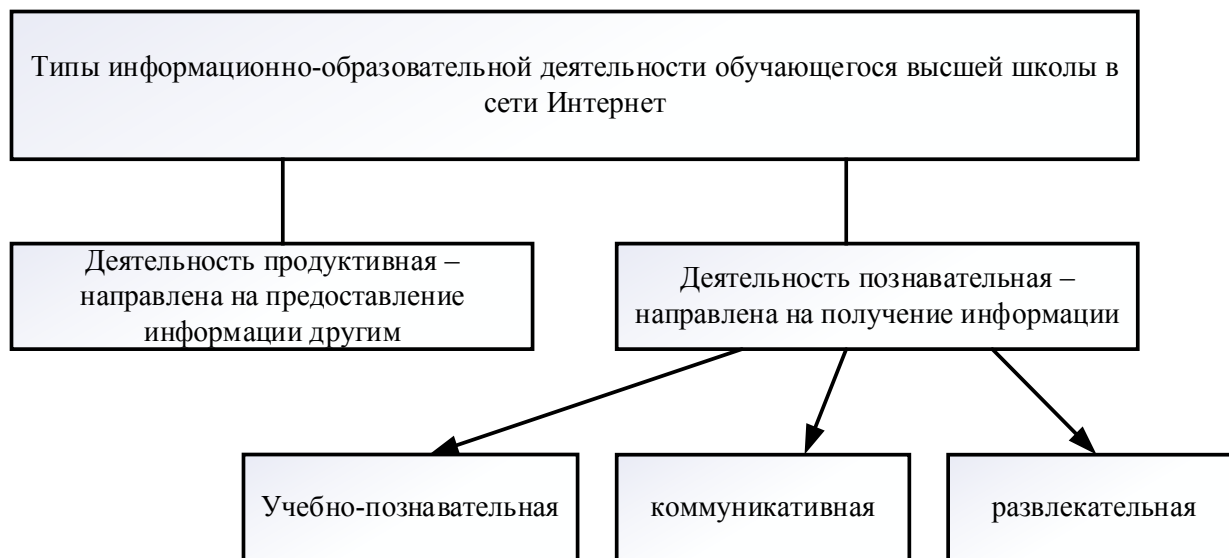 Типы информационно-образовательной деятельности обучающегося высшей школы в
сети Интернет
Деятельность продуктивная –
направлена на предоставление
информации другим
Деятельность познавательная –
направлена на получение информации
Учебно-познавательная
коммуникативная
развлекательная